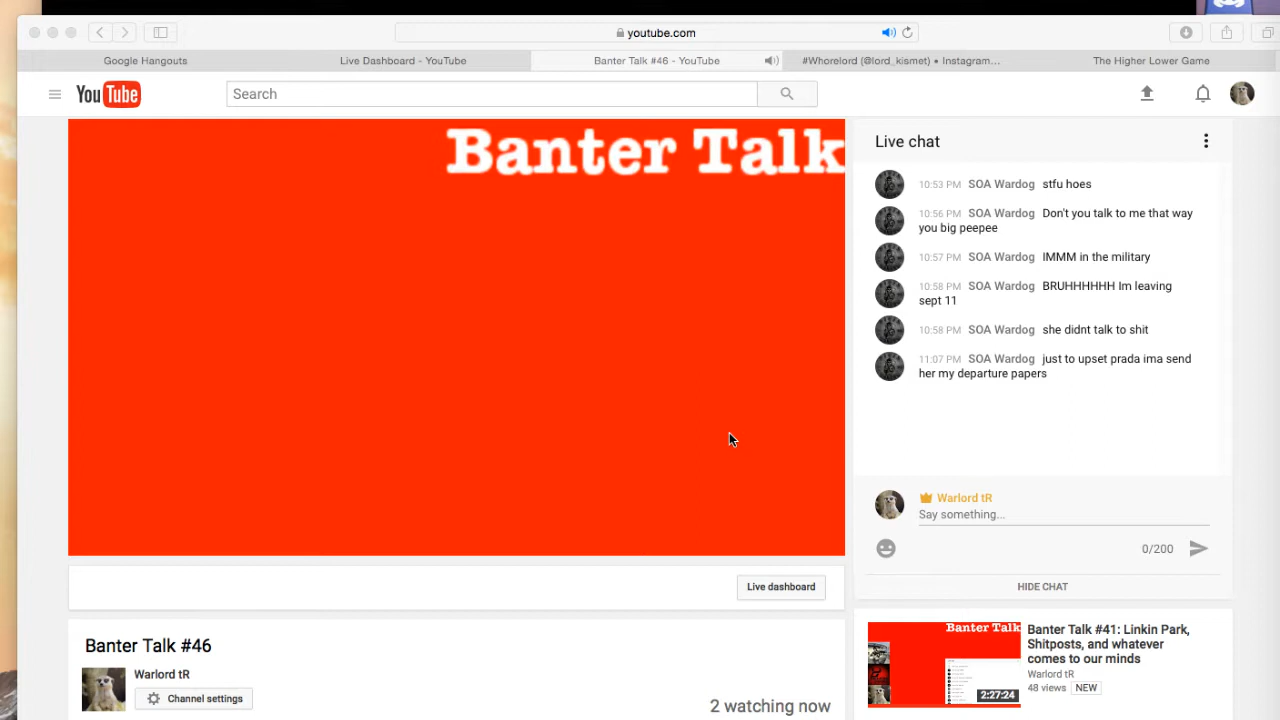 youtube.com
Google Hangouts
Live Dashboard - YouTube
Banter Talk #46 - YouTube
#Whorelord (@lord_kismet) • Instagram...
The Higher Lower Game
YouTube
Search
Banter Talk
Live chat
10:53 PM SOA Wardog stfu hoes
10:56 PM SOA Wardog Don't you talk to me that way
you big peepee
10:57 PM SOA Wardog IMMM in the military
10:58 PM SOA Wardog BRUHHHHHH Im leaving
sept 11
10:58 PM SOA Wardog she didnt talk to shit
11:07 PM SOA Wardog just to upset prada ima send
her my departure papers
Warlord tR
Say something...
0/200
HIDE CHAT
Live dashboard
Banter Talk #46
Warlord tR
Channel settings
2 watching now
Banter Talk
2:27:24
Banter Talk #41: Linkin Park,
Shitposts, and whatever
comes to our minds
Warlord tR
48 views NEW